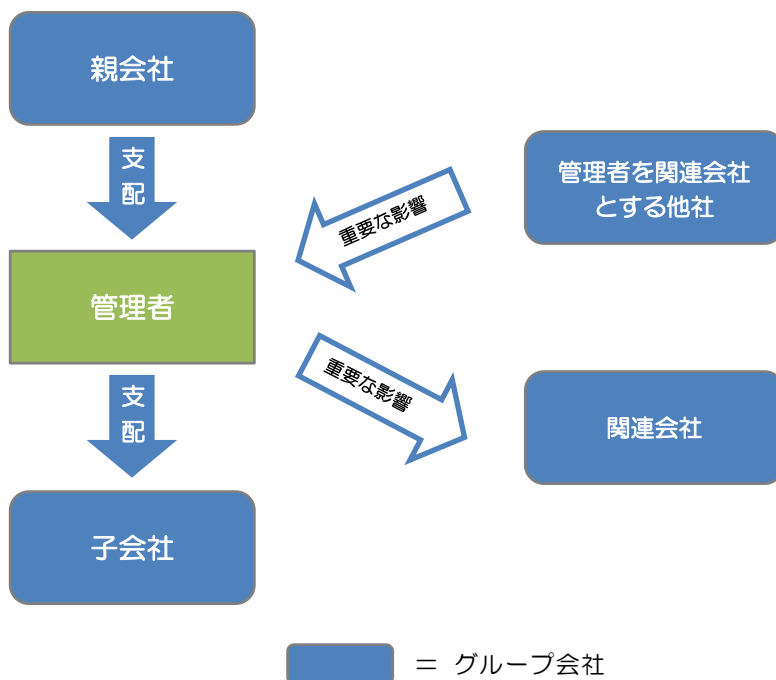 親会社
支配
管理者を関連会社
とする他社
重要な影響
管理者
重要な影響
支配
関連会社
子会社
＝ グループ会社